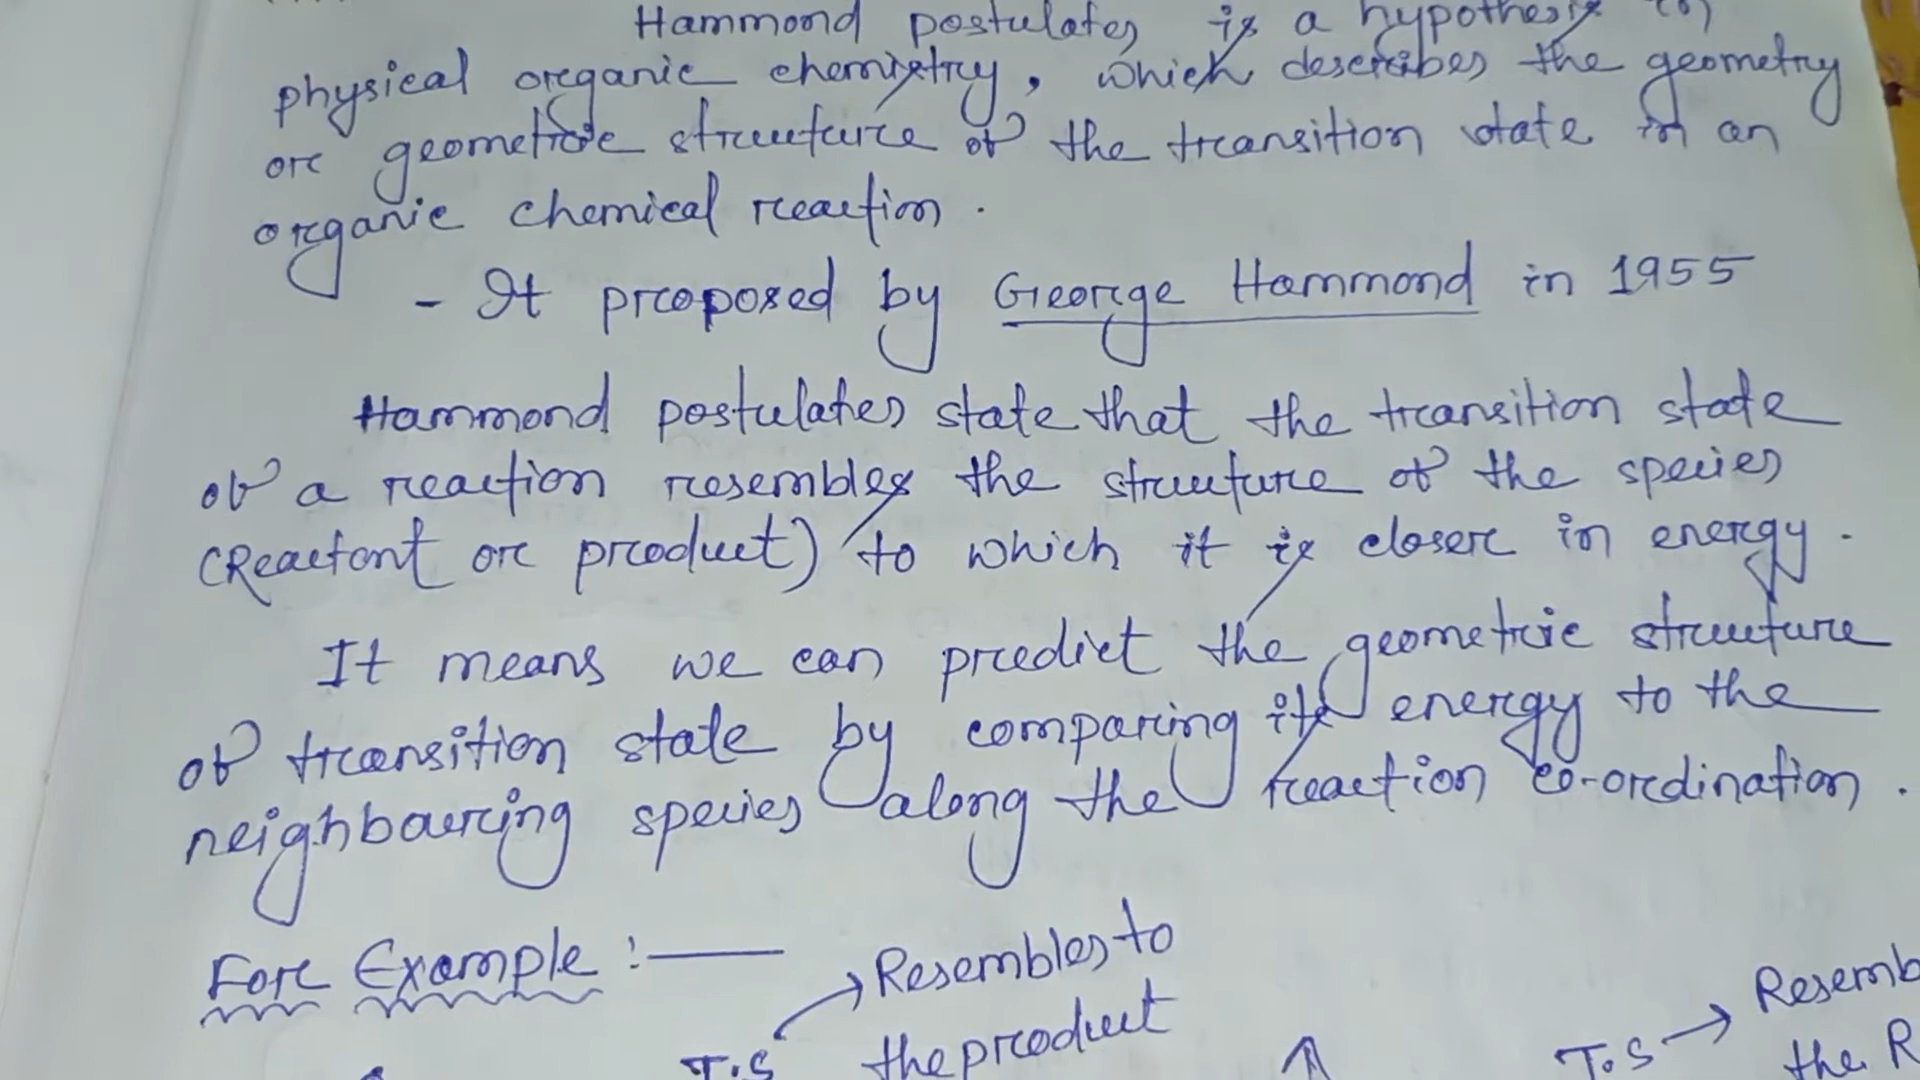 Hammond postulates is a hypothesis in
physical organic chemistry, which describes the geometry
or geometric structure of the transition state in an
organic chemical reaction.
- It proposed by George Hammond in 1955
Hammond postulates state that the transition state
of a reaction resembles the structure of the species
(Reactant or product) to which it is closer in energy.
It means we can predict the geometric structure
of transition state by comparing its energy to the
neighbouring species along the reaction co-ordination.
For Example :—
Resembles to
the product
T.S
Resemb
T.S
the R